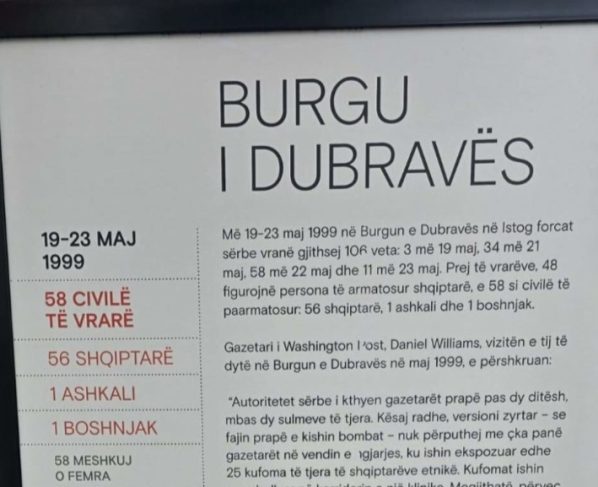 BURGU
I DUBRAVËS
19-23 MAJ
1999
58 CIVILË
TË VRARË
56 SHQIPTARË
1 ASHKALI
1 BOSHNJAK
58 MESHKUJ
0 FEMRA
Më 19-23 maj 1999 në Burgun e Dubravës në Istog forcat
sërbe vranë gjithsej 106 veta: 3 më 19 maj, 34 më 21
maj, 58 më 22 maj dhe 11 më 23 maj. Prej të vrarëve, 48
figurojnë persona të armatosur shqiptarë, e 58 si civilë të
paarmatosur: 56 shqiptarë, 1 ashkali dhe 1 boshnjak.
Gazetari i Washington Post, Daniel Williams, vizitën e tij të
dytë në Burgun e Dubravës në maj 1999, e përshkruan:
"Autoritetet sërbe i kthyen gazetarët prapë pas dy ditësh,
mbas dy sulmeve të tjera. Kësaj radhe, versioni zyrtar – se
fajin prapë e kishin bombat – nuk përputhej me çka panë
gazetarët në vendin e ngjarjes, ku ishin ekspozuar edhe
25 kufoma të tjera të shqiptarëve etnikë. Kufomat ishin